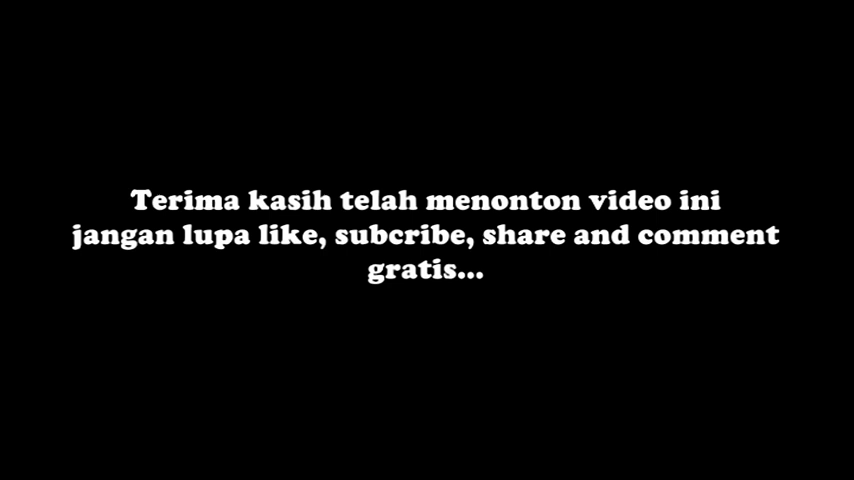 Terima kasih telah menonton video ini
jangan lupa like, subcribe, share and comment
gratis...